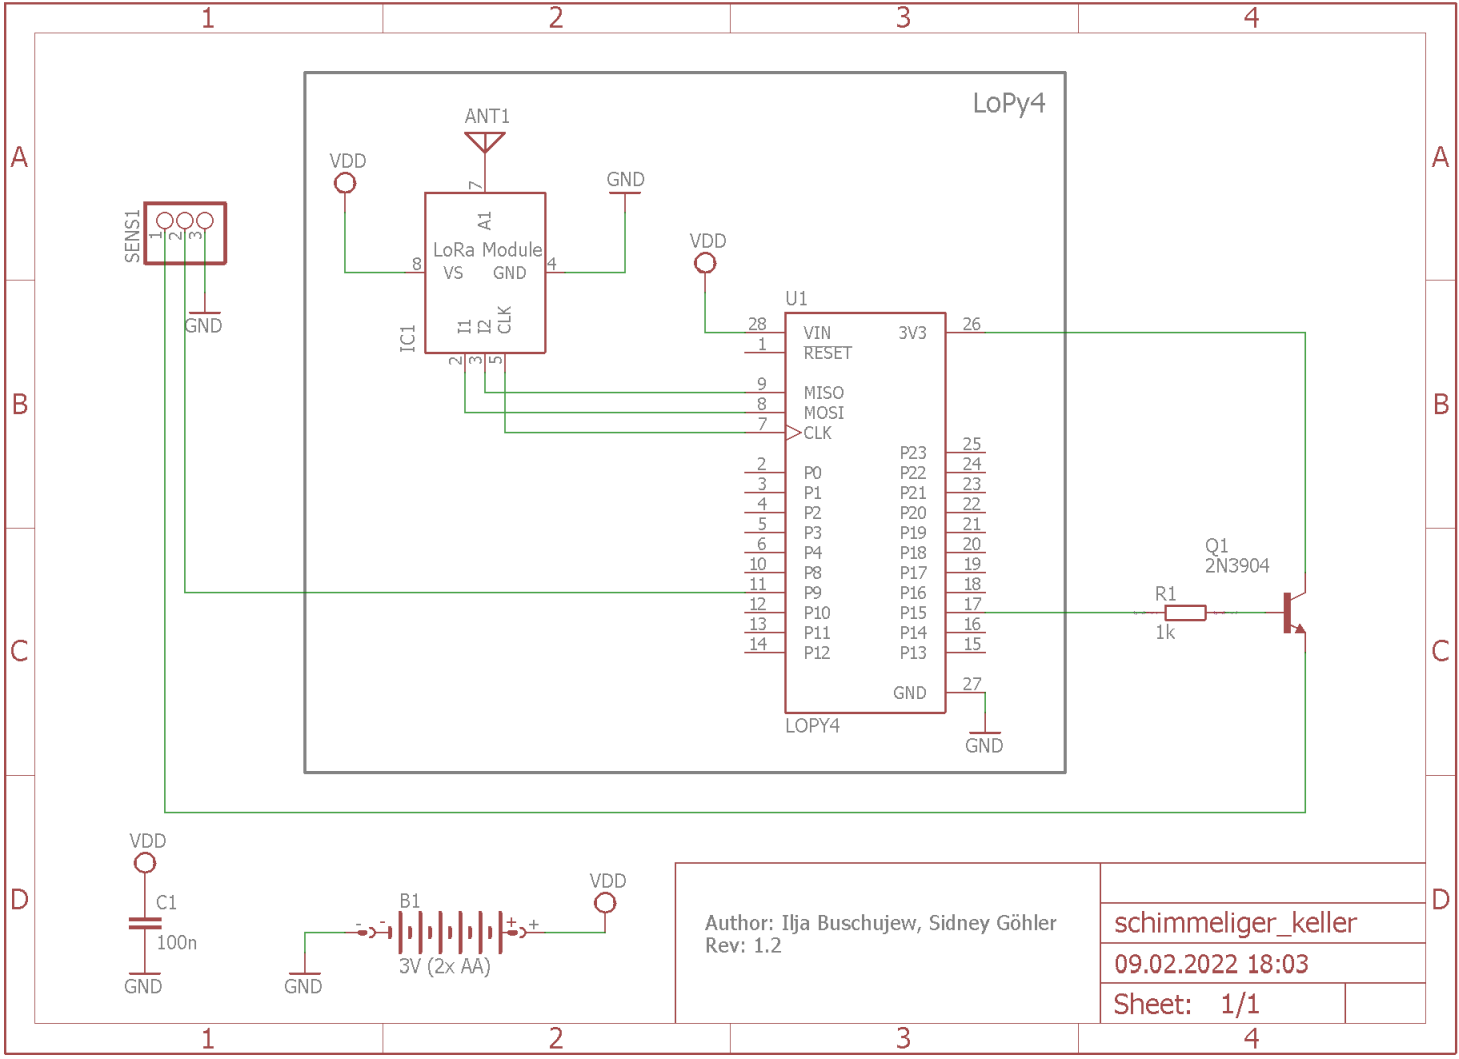 1 2 3 4
A A
B B
C C
D D
LoPy4
ANT1
VDD
GND
7
A1
LoRa Module
8 VS GND 4
I1 I2 CLK
IC1
2 3 5
SENS1
1 2 3
GND
VDD
U1
28 VIN 3V3 26
1 RESET
9 MISO
8 MOSI
7 CLK
P23 25
2 P0 P22 24
3 P1 P21 23
4 P2 P20 22
5 P3 P19 21
6 P4 P18 20
10 P8 P17 19
11 P9 P16 18
12 P10 P15 17
13 P11 P14 16
14 P12 P13 15
GND 27
LOPY4
GND
Q1
2N3904
R1
1k
VDD
C1
100n
GND
B1
- - + +
3V (2x AA)
GND
VDD
Author: Ilja Buschujew, Sidney Göhler
Rev: 1.2
schimmeliger_keller
09.02.2022 18:03
Sheet: 1/1
1 2 3 4